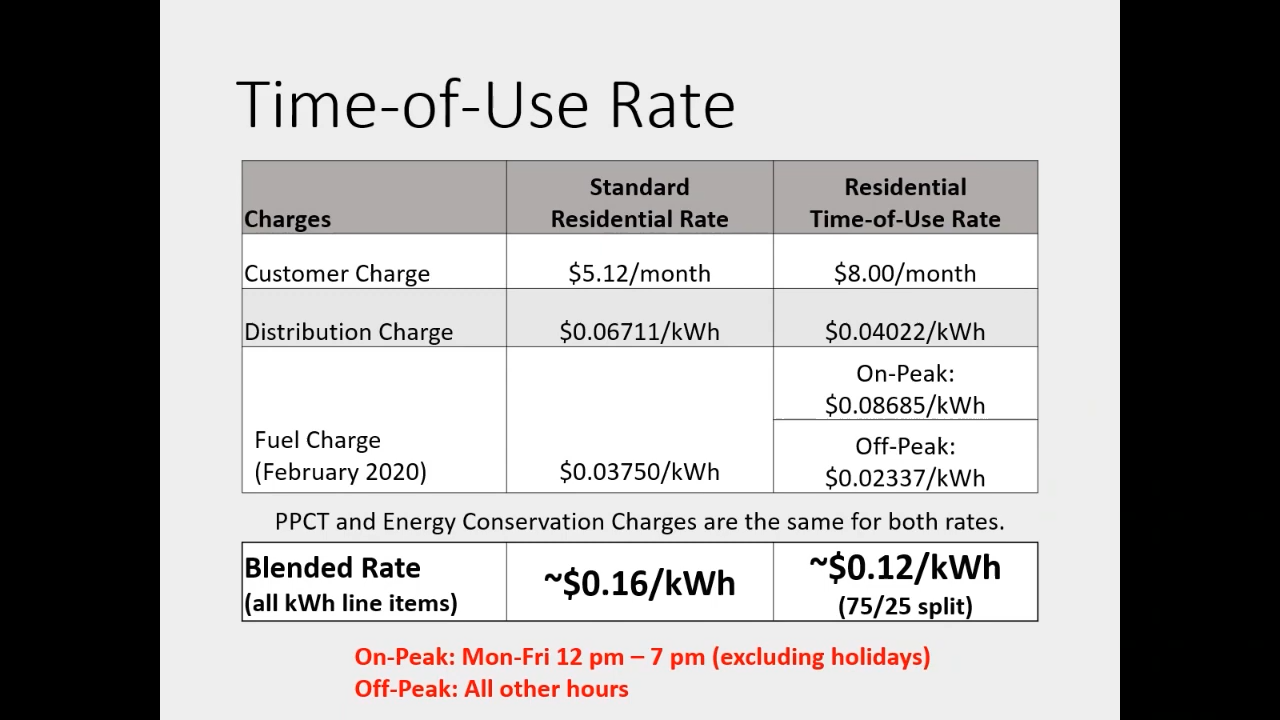 Time-of-Use Rate
Charges
Standard
Residential Rate
Residential
Time-of-Use Rate
Customer Charge
$5.12/month
$8.00/month
Distribution Charge
$0.06711/kWh
$0.04022/kWh
Fuel Charge
(February 2020)
$0.03750/kWh
On-Peak:
$0.08685/kWh
Off-Peak:
$0.02337/kWh
PPCT and Energy Conservation Charges are the same for both rates.
Blended Rate
(all kWh line items)
~$0.16/kWh
~$0.12/kWh
(75/25 split)
On-Peak: Mon-Fri 12 pm – 7 pm (excluding holidays)
Off-Peak: All other hours